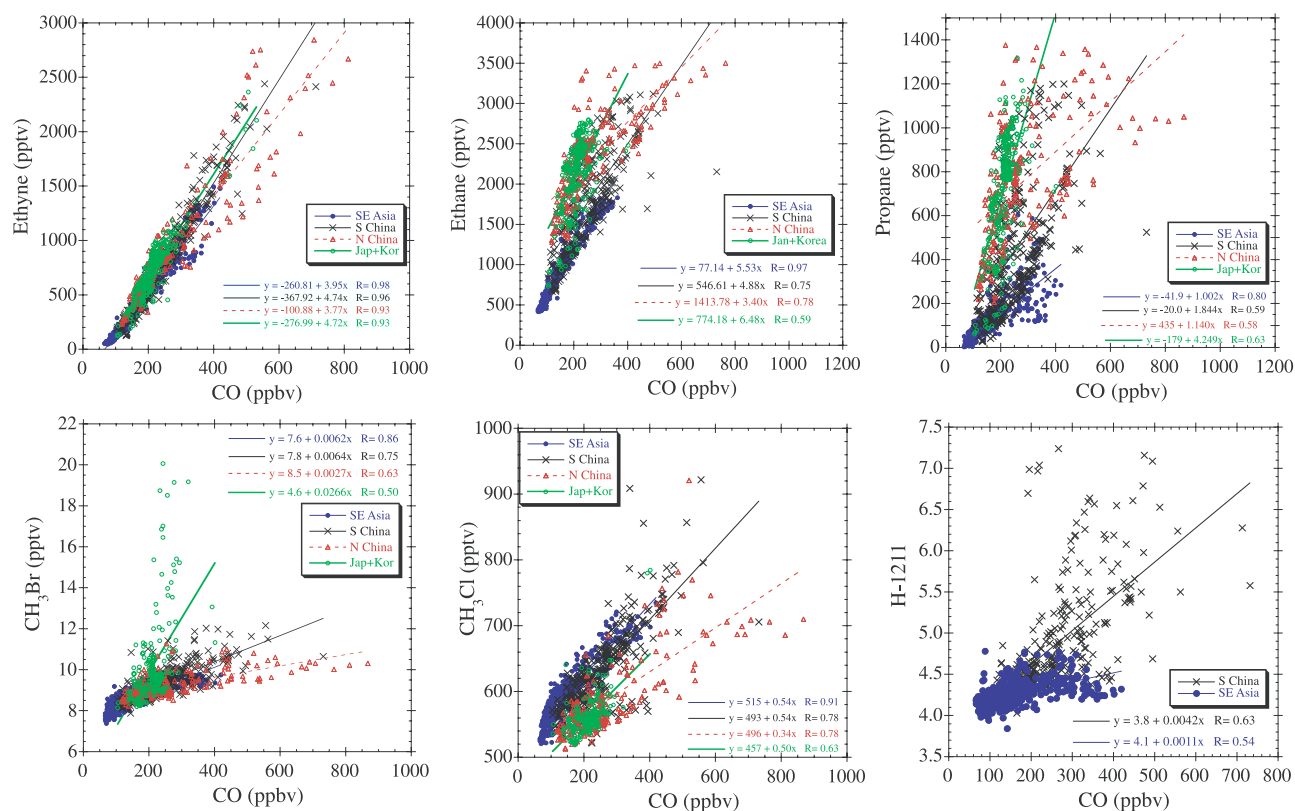 3000
2500
2000
1500
1000
500
0
Ethyne (pptv)
SE Asia
S China
N China
Jap+Kor
y = -260.81 + 3.95x R= 0.98
y = -367.92 + 4.74x R= 0.96
y = -100.88 + 3.77x R= 0.93
y = -276.99 + 4.72x R= 0.93
0 200 400 600 800 1000
CO (ppbv)
4000
3500
3000
2500
2000
1500
1000
500
0
Ethane (pptv)
SE Asia
S China
N China
Jan+Korea
y = 77.14 + 5.53x R= 0.97
y = 546.61 + 4.88x R= 0.75
y = 1413.78 + 3.40x R= 0.78
y = 774.18 + 6.48x R= 0.59
0 200 400 600 800 1000
CO (ppbv)
1400
1200
1000
800
600
400
200
0
Propane (pptv)
SE Asia
S China
N China
Jap+Kor
y = -41.9 + 1.002x R= 0.80
y = -20.0 + 1.844x R= 0.59
y = 435 + 1.140x R= 0.58
y = -179 + 4.249x R= 0.63
0 200 400 600 800 1000 1200
CO (ppbv)
22
20
18
16
14
12
10
8
6
CH3Br (pptv)
y = 7.6 + 0.0062x R= 0.86
y = 7.8 + 0.0064x R= 0.75
y = 8.5 + 0.0027x R= 0.63
y = 4.6 + 0.0266x R= 0.50
SE Asia
S China
N China
Jap+Kor
0 200 400 600 800 1000
CO (ppbv)
1000
900
800
700
600
500
CH3Cl (pptv)
SE Asia
S China
N China
Jap+Kor
y = 515 + 0.54x R= 0.91
y = 493 + 0.54x R= 0.78
y = 496 + 0.34x R= 0.78
y = 457 + 0.50x R= 0.63
0 200 400 600 800 1000
CO (ppbv)
7.5
7.0
6.5
6.0
5.5
5.0
4.5
4.0
3.5
H-1211
S China
SE Asia
y = 3.8 + 0.0042x R= 0.63
y = 4.1 + 0.0011x R= 0.54
0 100 200 300 400 500 600 700 800
CO (ppbv)